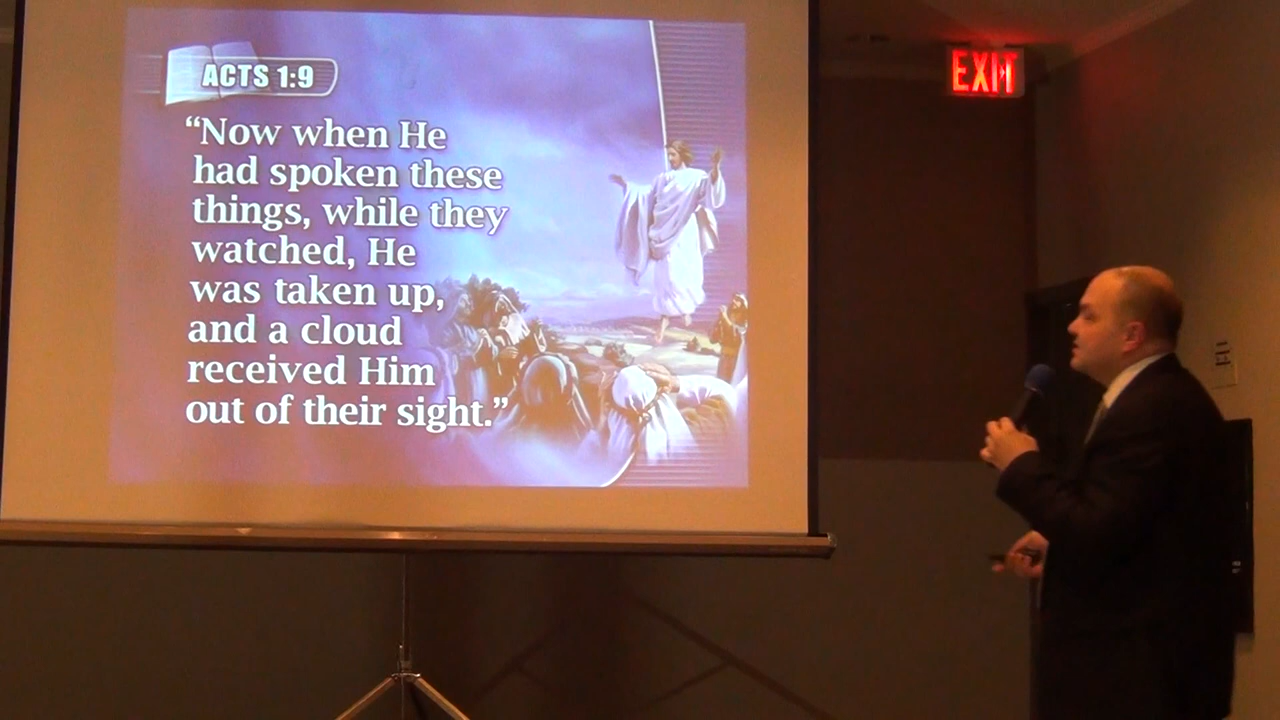 ACTS 1:9
EXIT
“Now when He
had spoken these
things, while they
watched, He
was taken up,
and a cloud
received Him
out of their sight.”